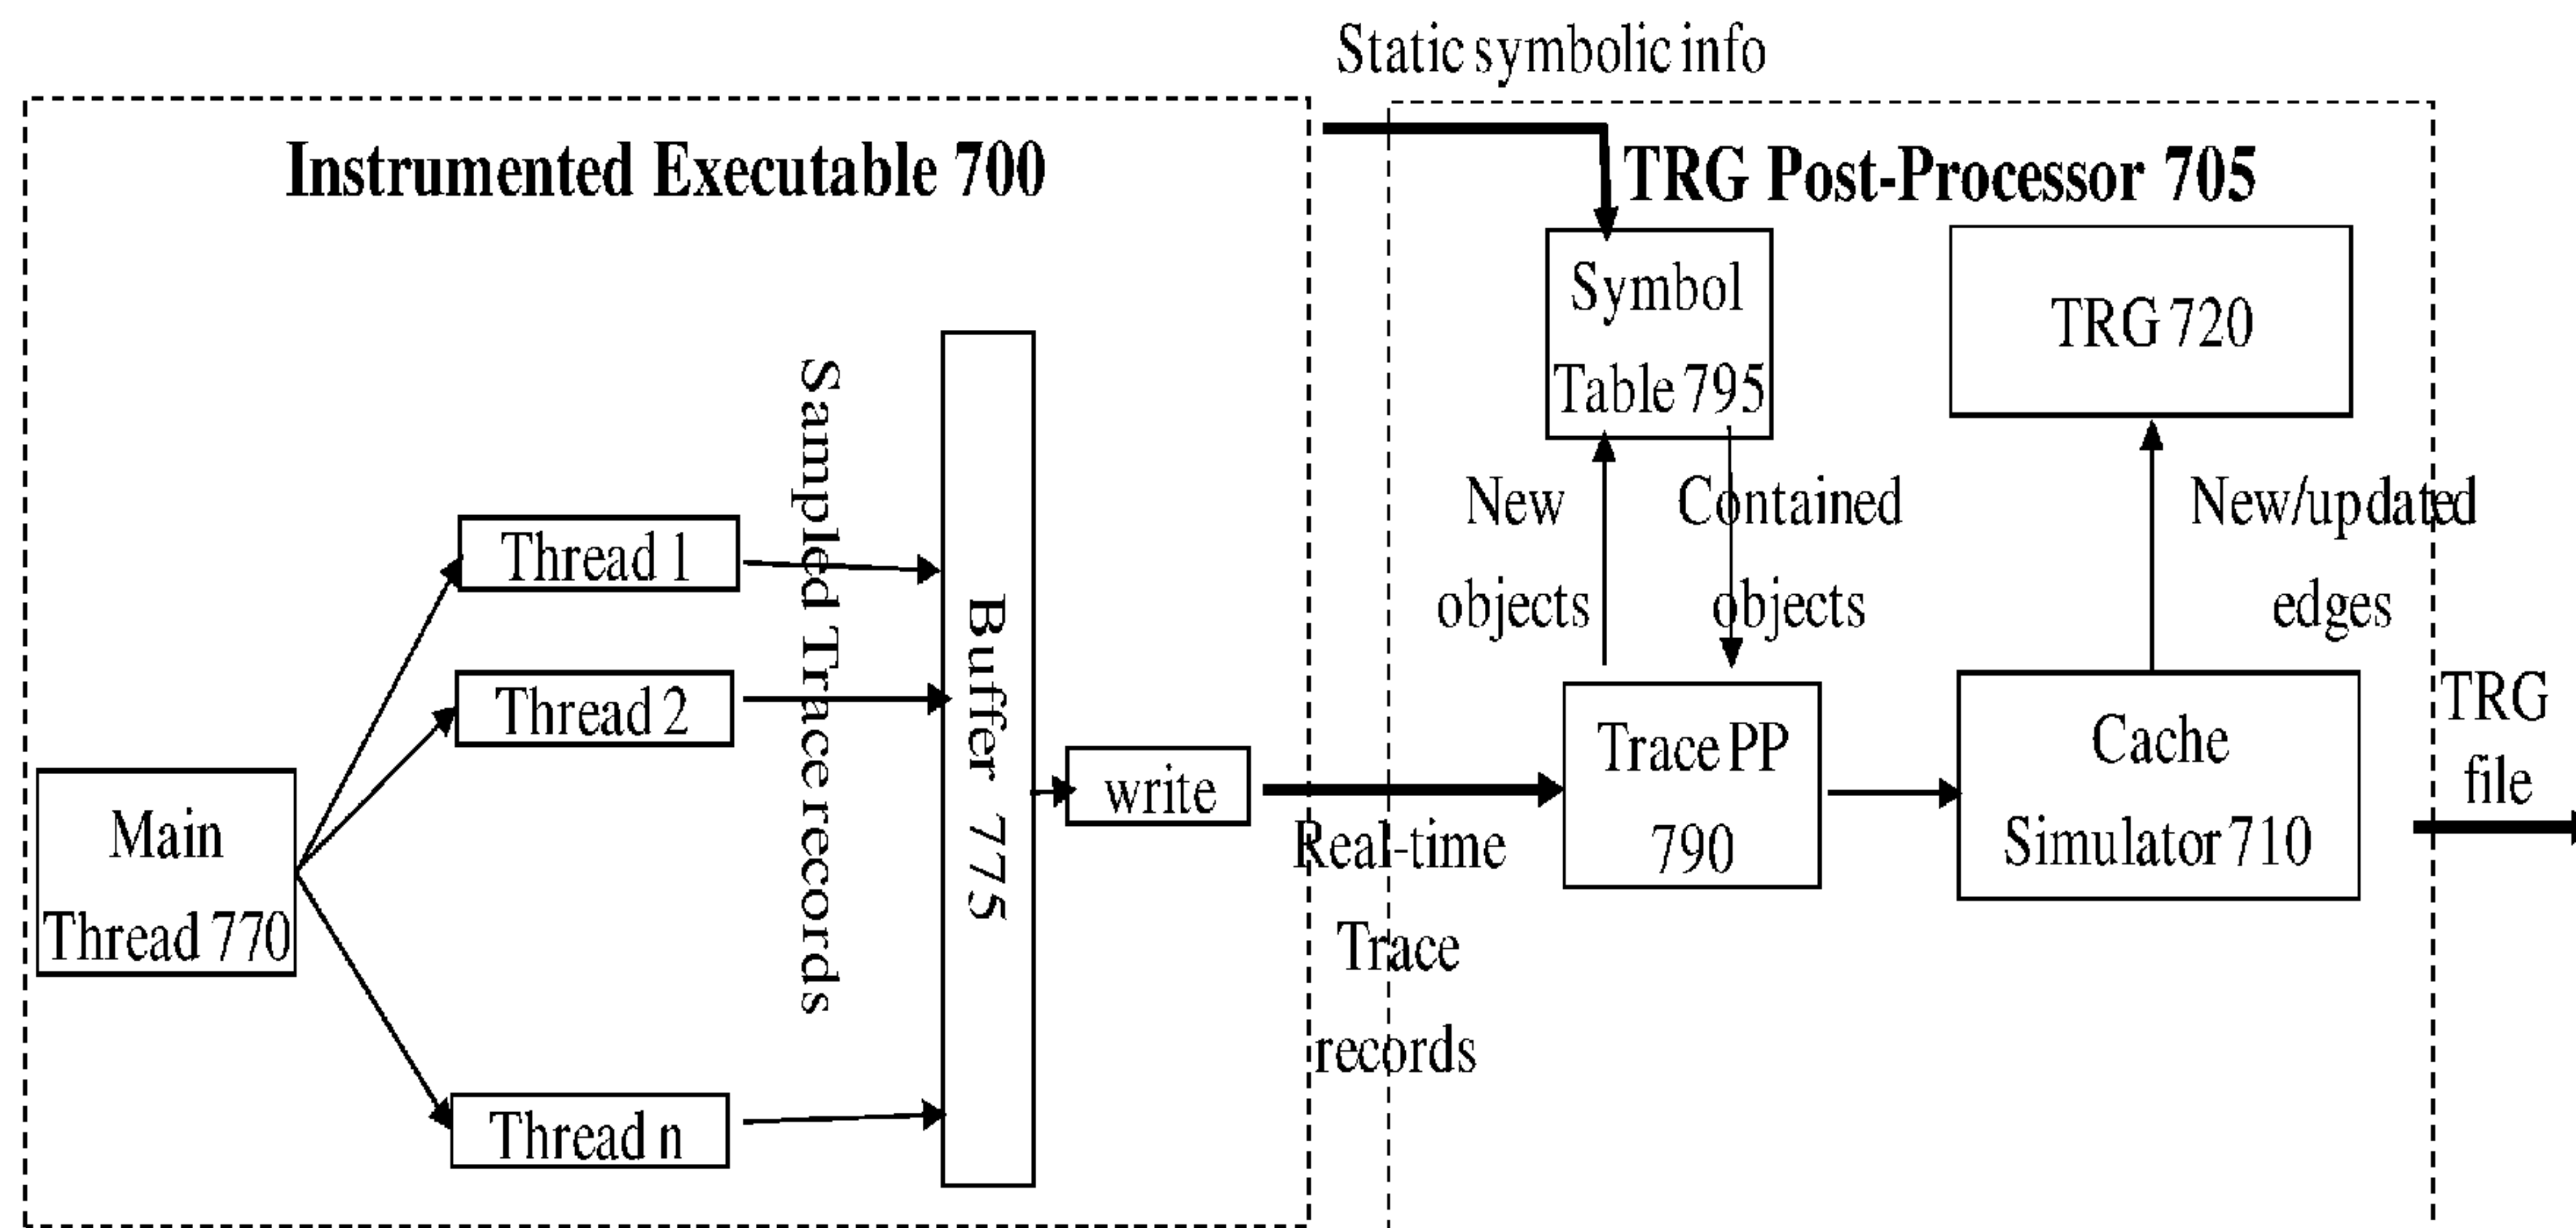 Static symbolic info
Instrumented Executable 700
TRG Post-Processor 705
Symbol
Table 795
TRG 720
New
objects
Contained
objects
New/updated
edges
Thread 1
Thread 2
Thread n
Main
Thread 770
Sampled Trace records
Buffer 775
write
Real-time
Trace
records
Trace PP
790
Cache
Simulator 710
TRG
file